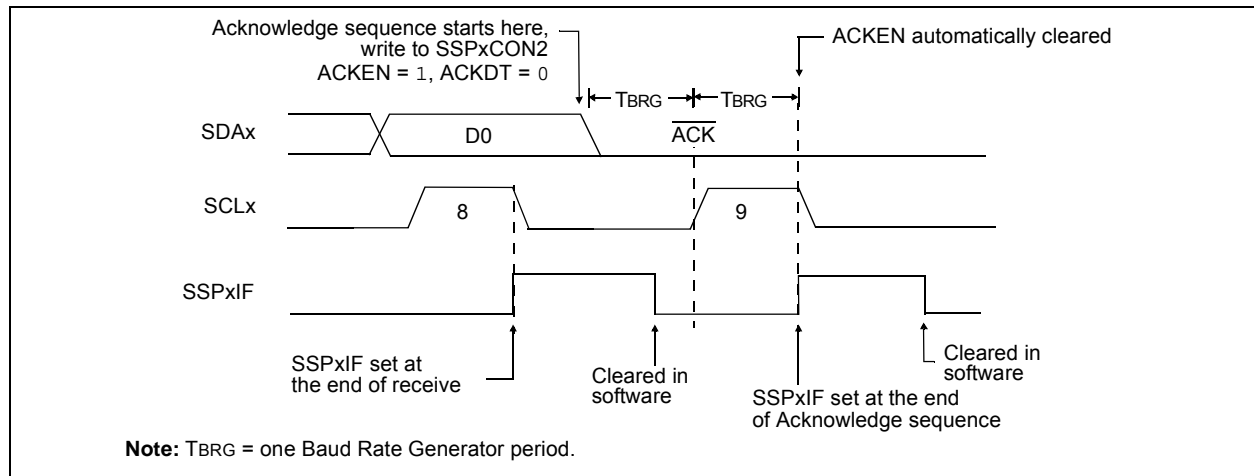 Acknowledge sequence starts here,
write to SSPxCON2
ACKEN = 1, ACKDT = 0
ACKEN automatically cleared
TBRG
TBRG
SDAx
D0
ACK
SCLx
8
9
SSPxIF
SSPxIF set at
the end of receive
Cleared in
software
SSPxIF set at the end
of Acknowledge sequence
Cleared in
software
Note: TBRG = one Baud Rate Generator period.